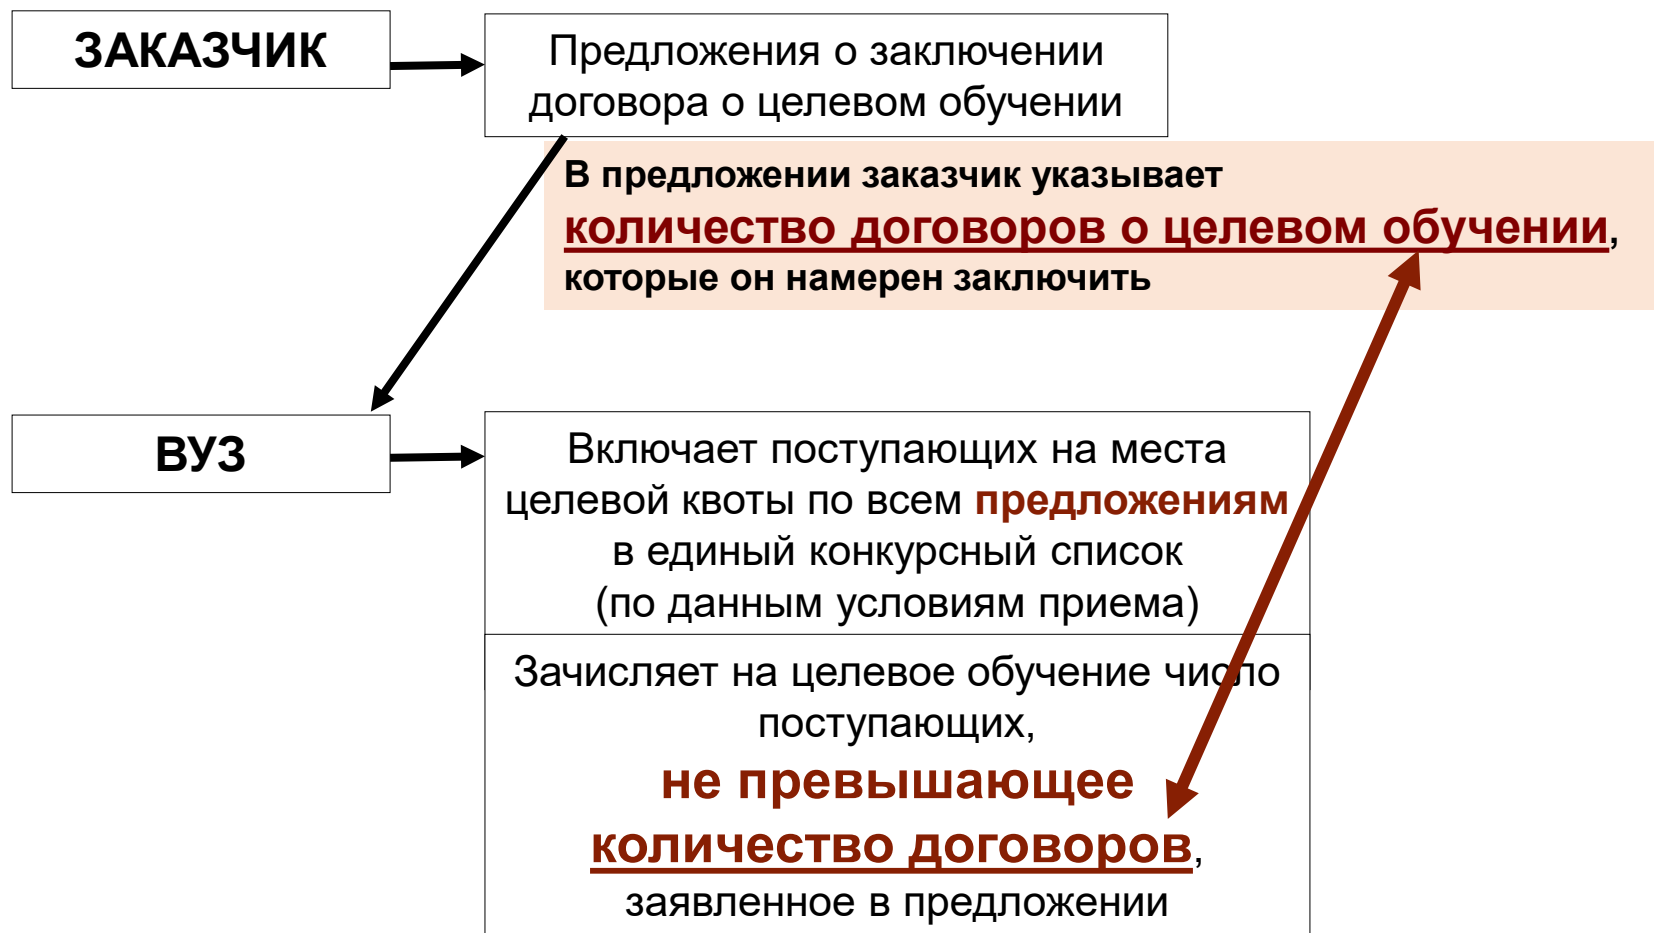 ЗАКАЗЧИК
Предложения о заключении
договора о целевом обучении
В предложении заказчик указывает
количество договоров о целевом обучении,
которые он намерен заключить
ВУЗ
Включает поступающих на места
целевой квоты по всем предложениям
в единый конкурсный список
(по данным условиям приема)
Зачисляет на целевое обучение число
поступающих,
не превышающее
количество договоров,
заявленное в предложении